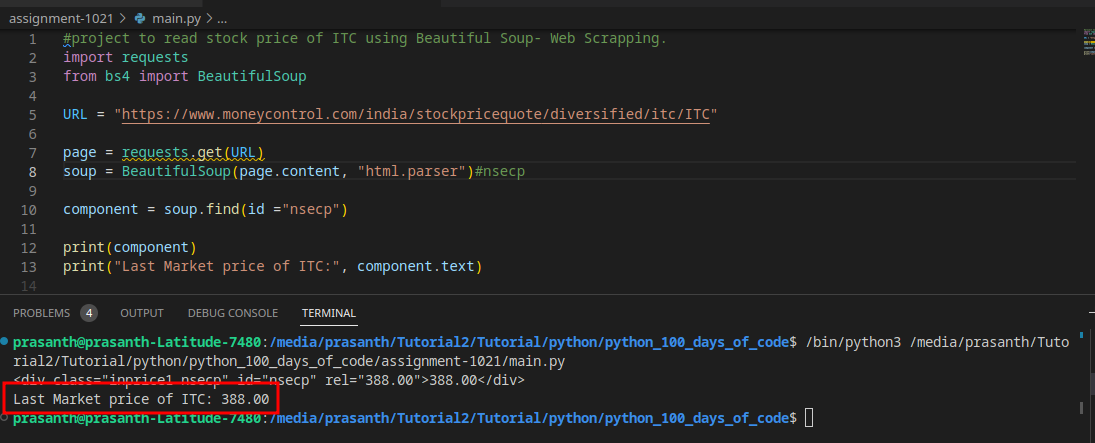 assignment-1021 > main.py > ...
1 #project to read stock price of ITC using Beautiful Soup- Web Scrapping.
2 import requests
3 from bs4 import BeautifulSoup
4
5 URL = "https://www.moneycontrol.com/india/stockpricequote/diversified/itc/ITC"
6
7 page = requests.get(URL)
8 soup = BeautifulSoup(page.content, "html.parser")#nsecp
9
10 component = soup.find(id ="nsecp")
11
12 print(component)
13 print("Last Market price of ITC:", component.text)
14
PROBLEMS 4 OUTPUT DEBUG CONSOLE TERMINAL
prasanth@prasanth-Latitude-7480:/media/prasanth/Tutorial2/Tutorial/python/python_100_days_of_code$ /bin/python3 /media/prasanth/Tuto
rial2/Tutorial/python/python_100_days_of_code/assignment-1021/main.py
<div class="inprice1 nsecp" id="nsecp" rel="388.00">388.00</div>
Last Market price of ITC: 388.00
prasanth@prasanth-Latitude-7480:/media/prasanth/Tutorial2/Tutorial/python/python_100_days_of_code$